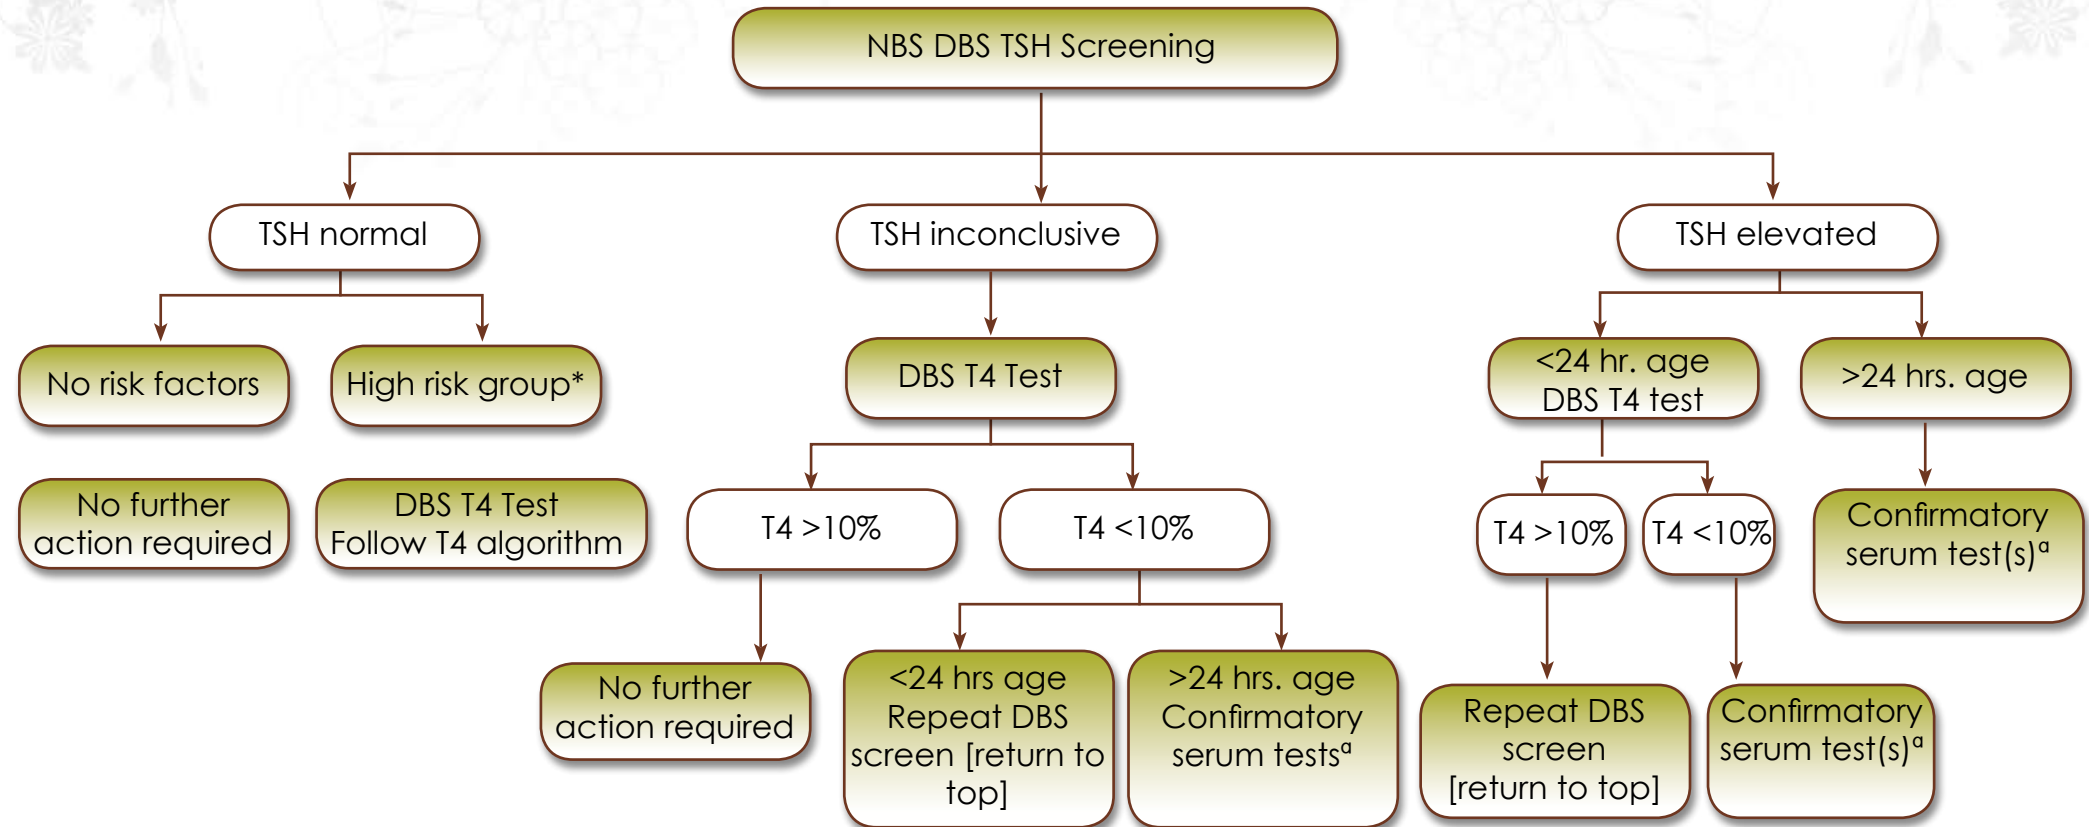 NBS DBS TSH Screening
TSH normal
TSH inconclusive
TSH elevated
No risk factors
High risk group*
DBS T4 Test
<24 hr. age
DBS T4 test
>24 hrs. age
No further
action required
DBS T4 Test
Follow T4 algorithm
T4 >10%
T4 <10%
T4 >10%
T4 <10%
Confirmatory
serum test(s)ª
No further
action required
<24 hrs age
Repeat DBS
screen [return to
top]
>24 hrs. age
Confirmatory
serum testsª
Repeat DBS
screen
[return to top]
Confirmatory
serum test(s)ª